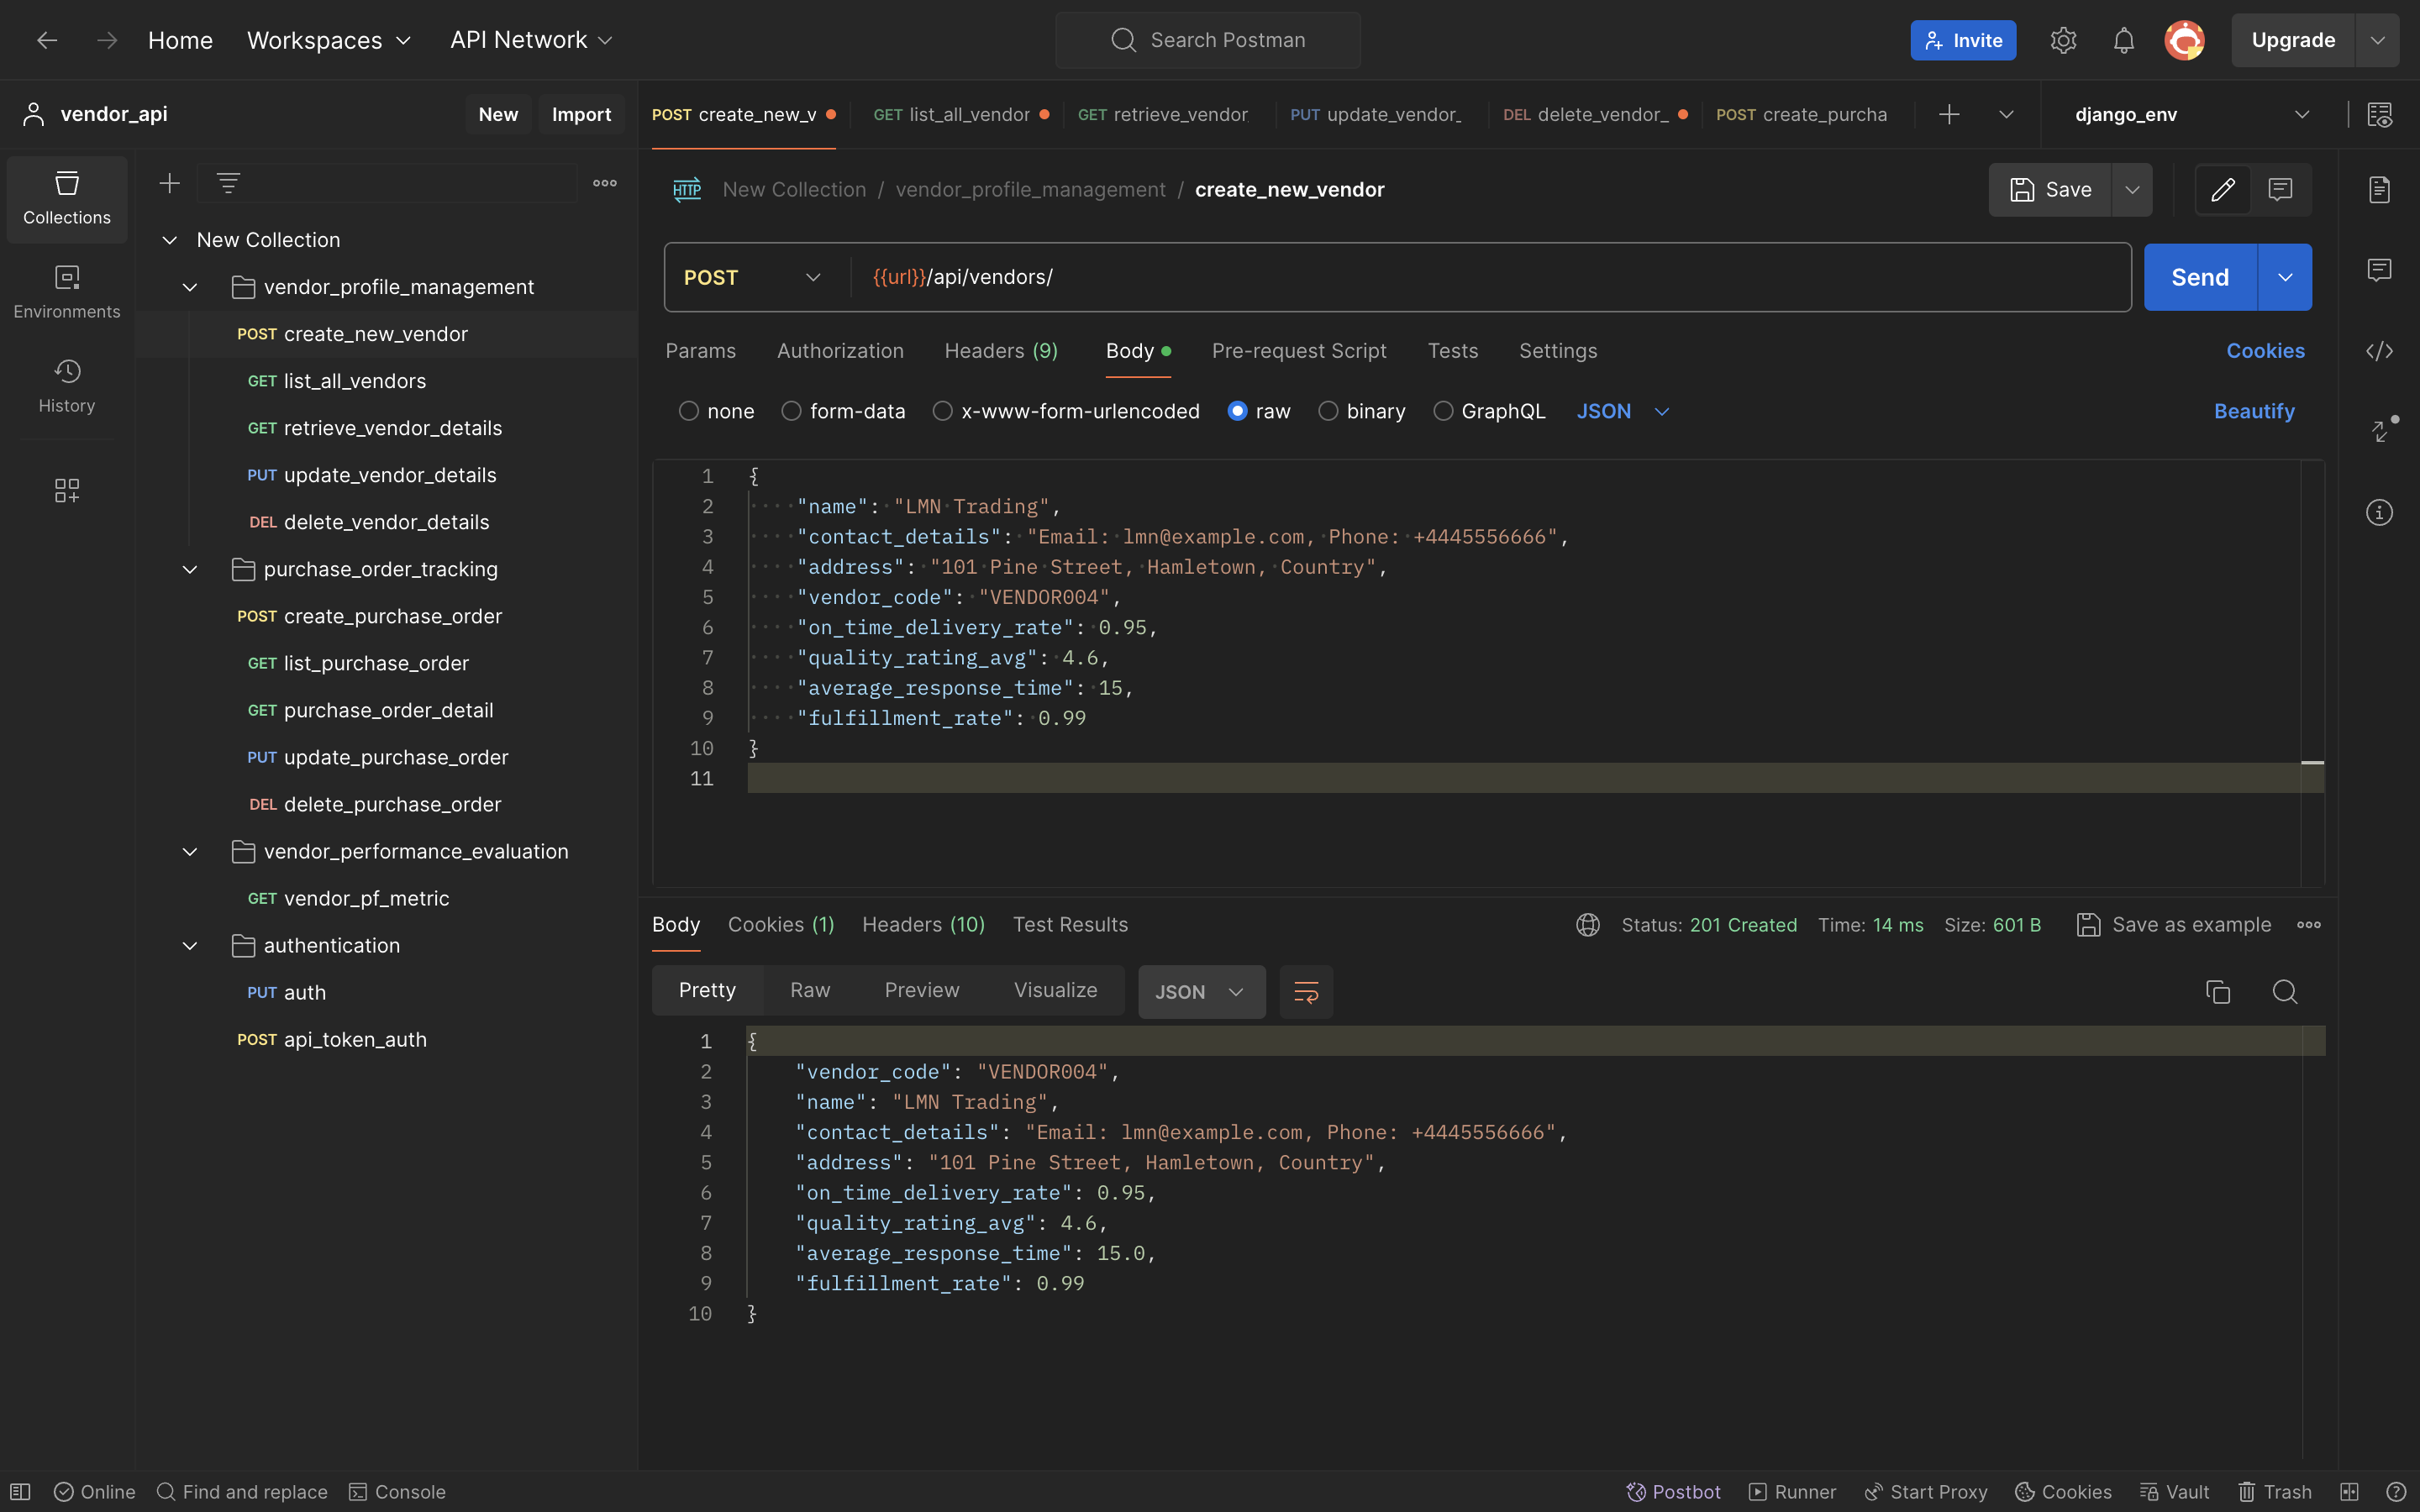 Home Workspaces API Network Search Postman Invite Upgrade
vendor_api New Import
POST create_new_v GET list_all_vendor GET retrieve_vendor PUT update_vendor_ DEL delete_vendor_ POST create_purcha django_env
Collections
Environments
History
New Collection
vendor_profile_management
POST create_new_vendor
GET list_all_vendors
GET retrieve_vendor_details
PUT update_vendor_details
DEL delete_vendor_details
purchase_order_tracking
POST create_purchase_order
GET list_purchase_order
GET purchase_order_detail
PUT update_purchase_order
DEL delete_purchase_order
vendor_performance_evaluation
GET vendor_pf_metric
authentication
PUT auth
POST api_token_auth
HTTP New Collection / vendor_profile_management / create_new_vendor Save
POST {{url}}/api/vendors/ Send
Params Authorization Headers (9) Body Pre-request Script Tests Settings Cookies
none form-data x-www-form-urlencoded raw binary GraphQL JSON Beautify
1 {
2 "name": "LMN Trading",
3 "contact_details": "Email: lmn@example.com, Phone: +4445556666",
4 "address": "101 Pine Street, Hamletown, Country",
5 "vendor_code": "VENDOR004",
6 "on_time_delivery_rate": 0.95,
7 "quality_rating_avg": 4.6,
8 "average_response_time": 15,
9 "fulfillment_rate": 0.99
10 }
11
Body Cookies (1) Headers (10) Test Results Status: 201 Created Time: 14 ms Size: 601 B Save as example
Pretty Raw Preview Visualize JSON
1 {
2 "vendor_code": "VENDOR004",
3 "name": "LMN Trading",
4 "contact_details": "Email: lmn@example.com, Phone: +4445556666",
5 "address": "101 Pine Street, Hamletown, Country",
6 "on_time_delivery_rate": 0.95,
7 "quality_rating_avg": 4.6,
8 "average_response_time": 15.0,
9 "fulfillment_rate": 0.99
10 }
Online Find and replace Console Postbot Runner Start Proxy Cookies Vault Trash